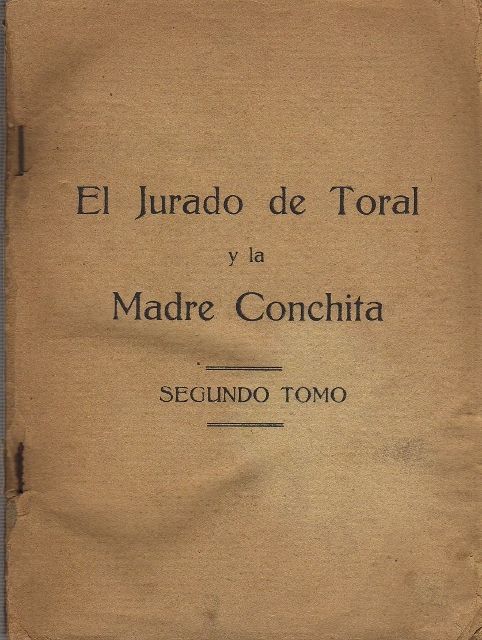 El Jurado de Toral
y la
Madre Conchita
SEGUNDO TOMO